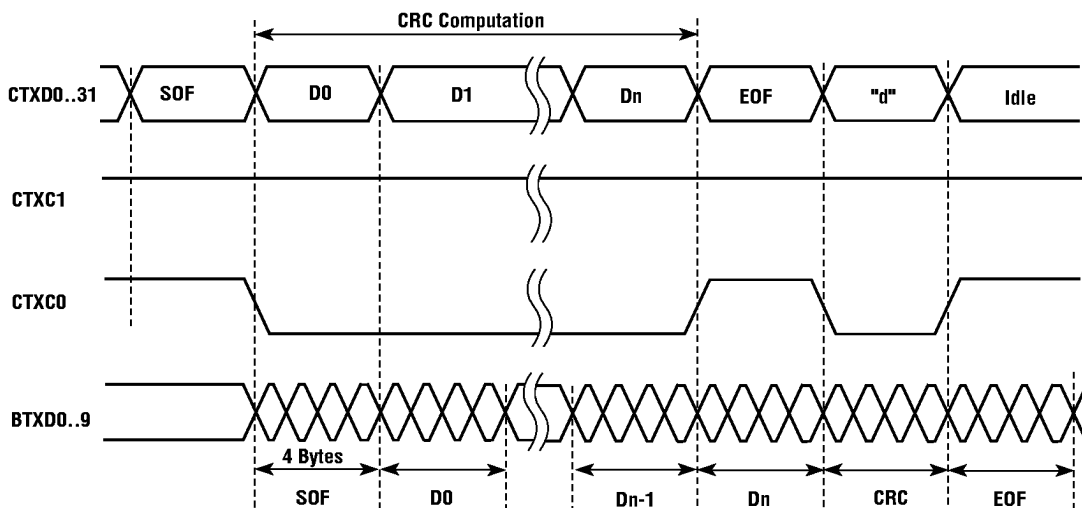 CRC Computation
CTXD0..31 SOF D0 D1 Dn EOF "d" Idle
CTXC1
CTXC0
BTXD0..9
4 Bytes
SOF D0 Dn-1 Dn CRC EOF